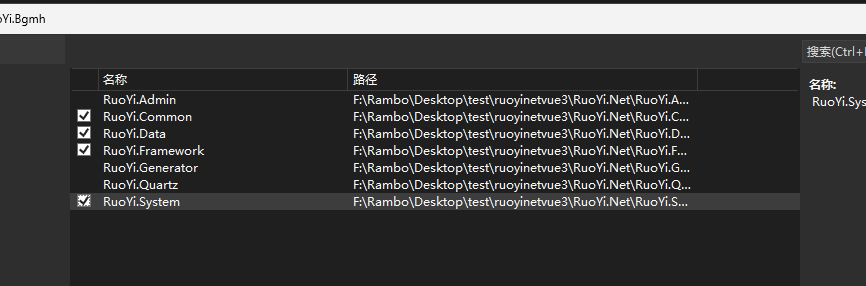 oYi.Bgmh
搜索(Ctrl+
名称 路径
名称:
RuoYi.Admin F:\Rambo\Desktop\test\ruoyinetvue3\RuoYi.Net\RuoYi.A...
RuoYi.Sys
RuoYi.Common F:\Rambo\Desktop\test\ruoyinetvue3\RuoYi.Net\RuoYi.C...
RuoYi.Data F:\Rambo\Desktop\test\ruoyinetvue3\RuoYi.Net\RuoYi.D...
RuoYi.Framework F:\Rambo\Desktop\test\ruoyinetvue3\RuoYi.Net\RuoYi.F...
RuoYi.Generator F:\Rambo\Desktop\test\ruoyinetvue3\RuoYi.Net\RuoYi.G...
RuoYi.Quartz F:\Rambo\Desktop\test\ruoyinetvue3\RuoYi.Net\RuoYi.Q...
RuoYi.System F:\Rambo\Desktop\test\ruoyinetvue3\RuoYi.Net\RuoYi.S...